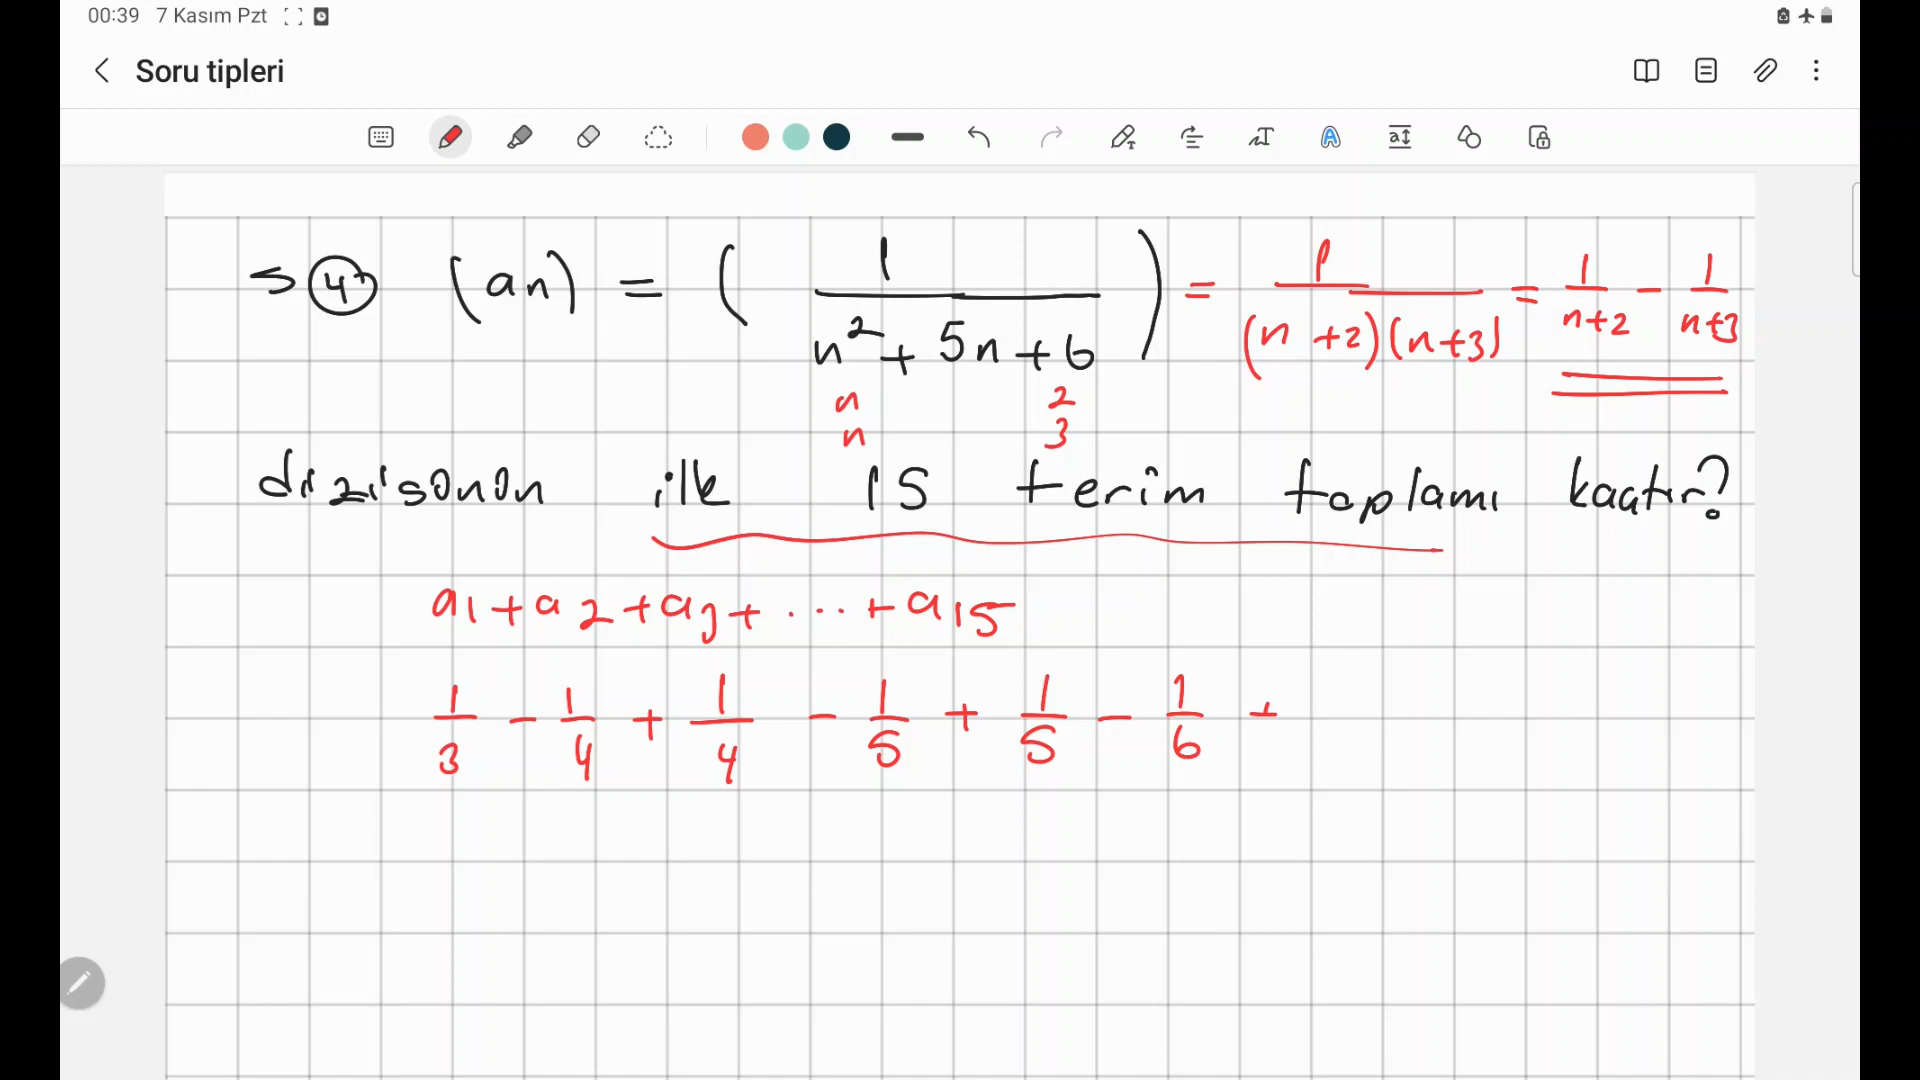 00:39 7 Kasım Pzt
Soru tipleri
S 4 (an) = ( 1 / n² + 5n + 6 ) = 1 / (n +2)(n+3) = 1/n+2 - 1/n+3
n 2
n 3
dizisinin ilk 15 terim toplamı kaçtır?
a1 + a2 + a3 + ... + a15
1/3 - 1/4 + 1/4 - 1/5 + 1/5 - 1/6 +